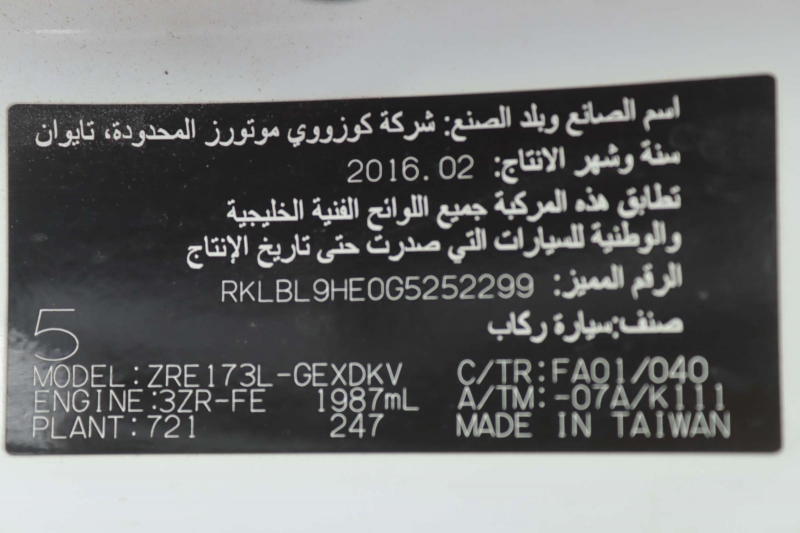 اسم الصانع وبلد الصنع: شركة كوزووي موتورز المحدودة، تايوان
سنة وشهر الانتاج: 2016.02
تطابق هذه المركبة جميع اللوائح الفنية الخليجية
والوطنية للسيارات التي صدرت حتى تاريخ الإنتاج
الرقم المميز: RKLBL9HE0G5252299
صنف:سيارة ركاب
5
MODEL:ZRE173L-GEXDKV C/TR:FA01/040
ENGINE:3ZR-FE 1987mL A/TM:-07A/K111
PLANT:721 247 MADE IN TAIWAN